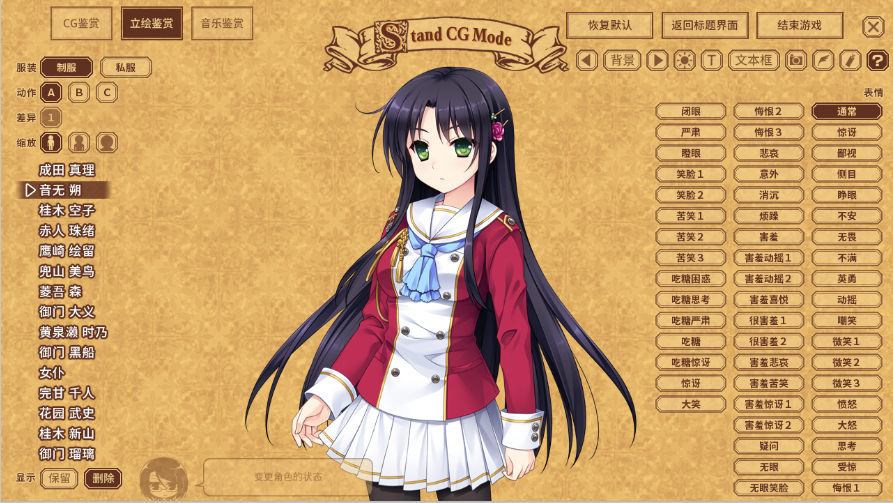 CG鉴赏 立绘鉴赏 音乐鉴赏
Stand CG Mode
恢复默认 返回标题界面 结束游戏
背景 T 文本框 ?
服装 制服 私服
动作 A B C
差异 1
缩放
成田 真理
音无 朔
桂木 空子
赤人 珠绪
鹰崎 绘留
兜山 美鸟
菱吾 森
御门 大义
黄泉濑 时乃
御门 黑船
女仆
完甘 千人
花园 武史
桂木 新山
御门 瑠璃
显示 保留 删除
变更角色的状态
表情
闭眼 悔恨2 通常
严肃 悔恨3 惊讶
瞪眼 悲哀 鄙视
笑脸1 意外 侧目
笑脸2 消沉 睁眼
苦笑1 烦躁 不安
苦笑2 害羞 无畏
苦笑3 害羞动摇1 不满
吃糖困惑 害羞动摇2 英勇
吃糖思考 害羞喜悦 动摇
吃糖严肃 很害羞1 嘲笑
吃糖 很害羞2 微笑1
吃糖惊讶 害羞悲哀 微笑2
惊讶 害羞苦笑 微笑3
大笑 害羞惊讶1 愤怒
害羞惊讶2 大怒
疑问 思考
无眼 受惊
无眼笑脸 悔恨1